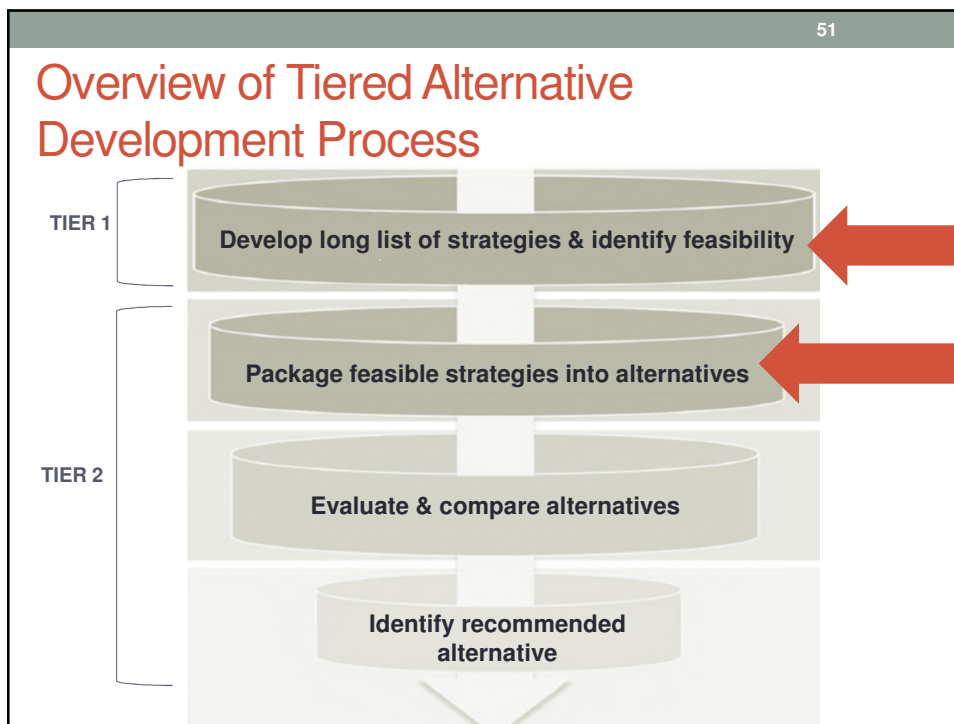 51
Overview of Tiered Alternative
Development Process
TIER 1
Develop long list of strategies & identify feasibility
Package feasible strategies into alternatives
TIER 2
Evaluate & compare alternatives
Identify recommended
alternative